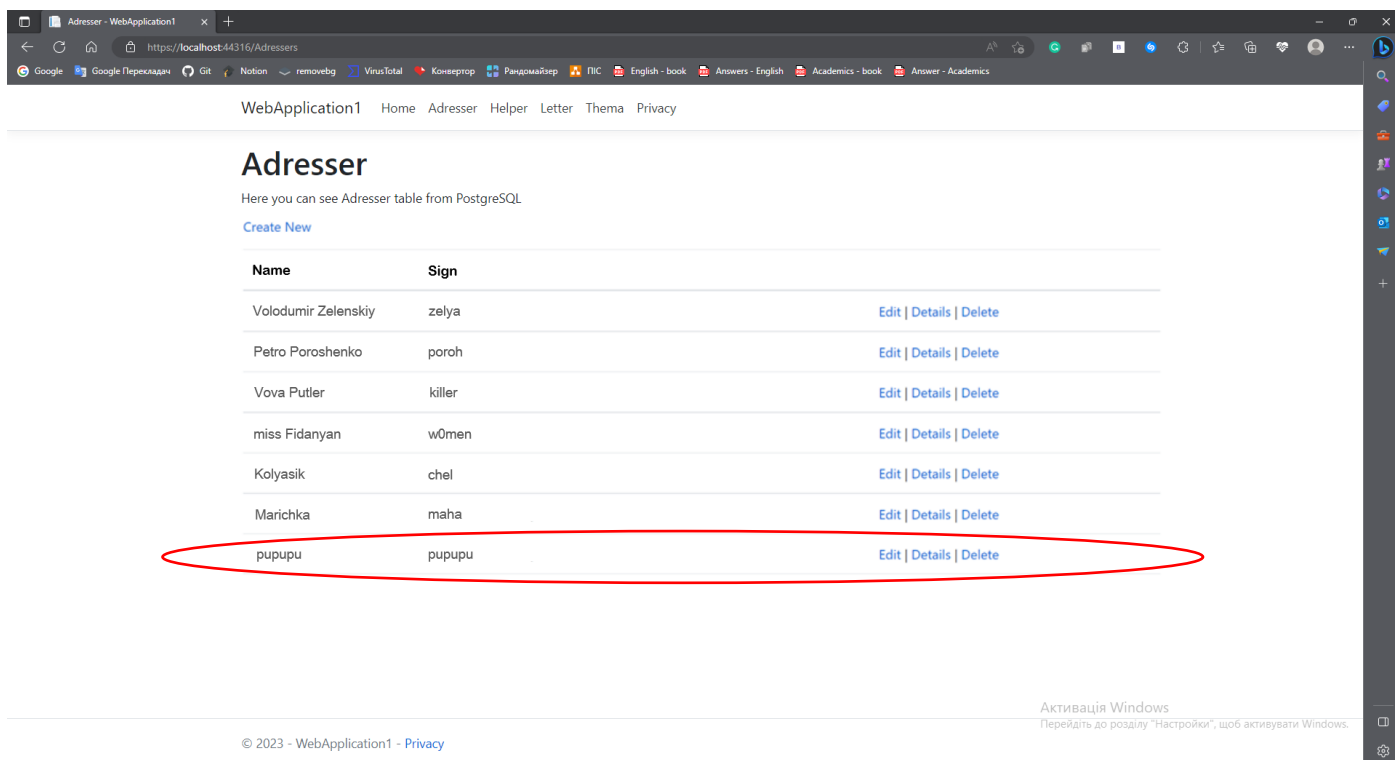 Adresser - WebApplication1
https://localhost:44316/Adressers
Google Google Перекладач Git Notion removebg VirusTotal Конвертор Рандомайзер ПІС English - book Answers - English Academics - book Answer - Academics
WebApplication1 Home Adresser Helper Letter Thema Privacy
Adresser
Here you can see Adresser table from PostgreSQL
Create New
Name Sign
Volodumir Zelenskiy zelya Edit | Details | Delete
Petro Poroshenko poroh Edit | Details | Delete
Vova Putler killer Edit | Details | Delete
miss Fidanyan w0men Edit | Details | Delete
Kolyasik chel Edit | Details | Delete
Marichka maha Edit | Details | Delete
pupupu pupupu Edit | Details | Delete
Активація Windows
Перейдіть до розділу "Настройки", щоб активувати Windows.
© 2023 - WebApplication1 - Privacy